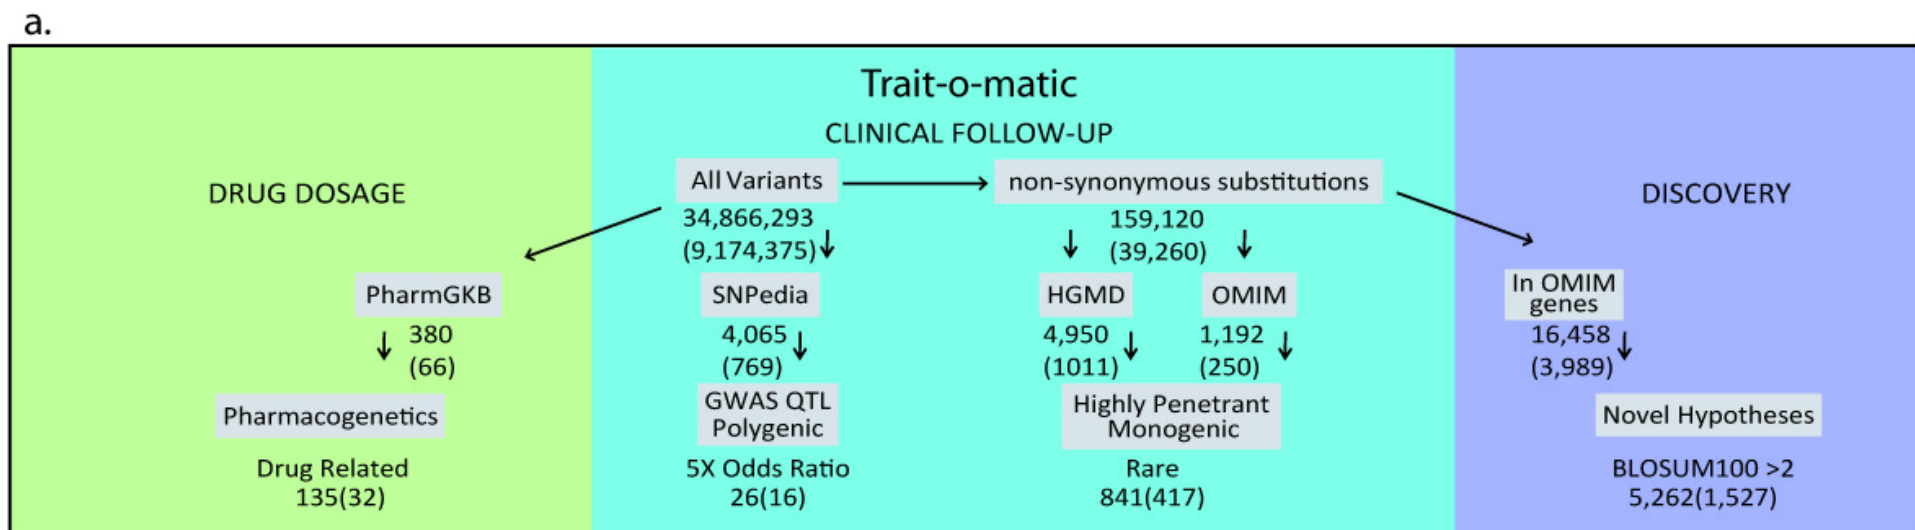 a.
Trait-o-matic
CLINICAL FOLLOW-UP
DRUG DOSAGE
All Variants
non-synonymous substitutions
DISCOVERY
34,866,293
(9,174,375)
159,120
(39,260)
PharmGKB
380
(66)
SNPedia
4,065
(769)
HGMD
4,950
(1011)
OMIM
1,192
(250)
In OMIM
genes
16,458
(3,989)
Pharmacogenetics
Drug Related
135(32)
GWAS QTL
Polygenic
5X Odds Ratio
26(16)
Highly Penetrant
Monogenic
Rare
841(417)
Novel Hypotheses
BLOSUM100 >2
5,262(1,527)